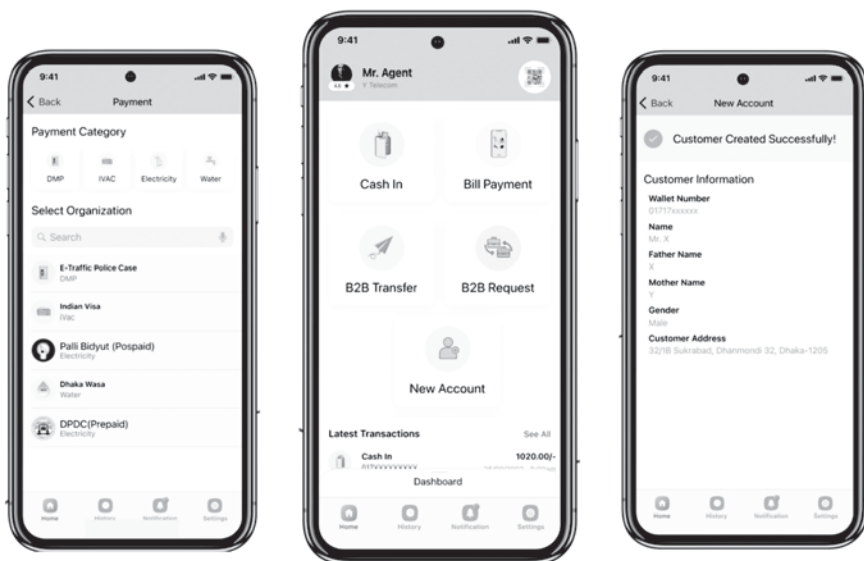 9:41
Back
Payment
Payment Category
DMP
IVAC
Electricity
Water
Select Organization
Search
E-Traffic Police Case
DMP
Indian Visa
IVac
Palli Bidyut (Pospaid)
Electricity
Dhaka Wasa
Water
DPDC(Prepaid)
Electricity
Home
History
Notification
Settings
9:41
Mr. Agent
Y Telecom
Cash In
Bill Payment
B2B Transfer
B2B Request
New Account
Latest Transactions
See All
Cash In
1020.00/-
Dashboard
Home
History
Notification
Settings
9:41
Back
New Account
Customer Created Successfully!
Customer Information
Wallet Number
01717xxxxxx
Name
Mr. X
Father Name
X
Mother Name
Y
Gender
Male
Customer Address
32/1B Sukrabad, Dhanmondi 32, Dhaka-1205
Home
History
Notification
Settings